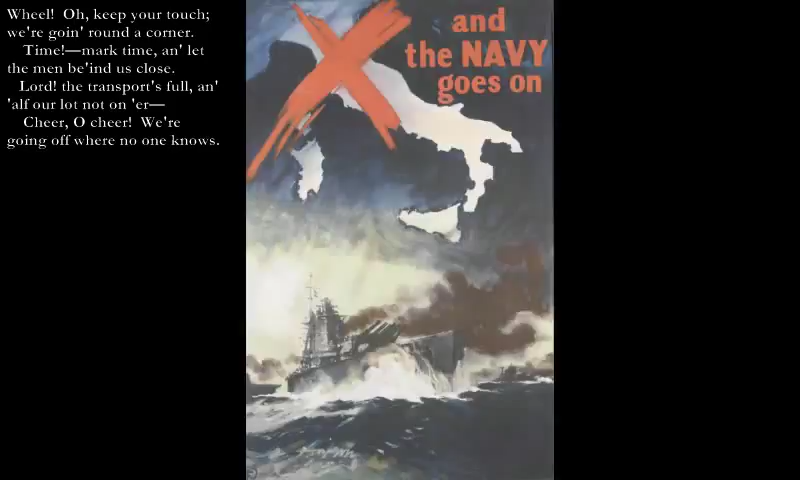 Wheel! Oh, keep your touch;
we're goin' round a corner.
Time!—mark time, an' let
the men be'ind us close.
Lord! the transport's full, an'
'alf our lot not on 'er—
Cheer, O cheer! We're
going off where no one knows.
and
the NAVY
goes on